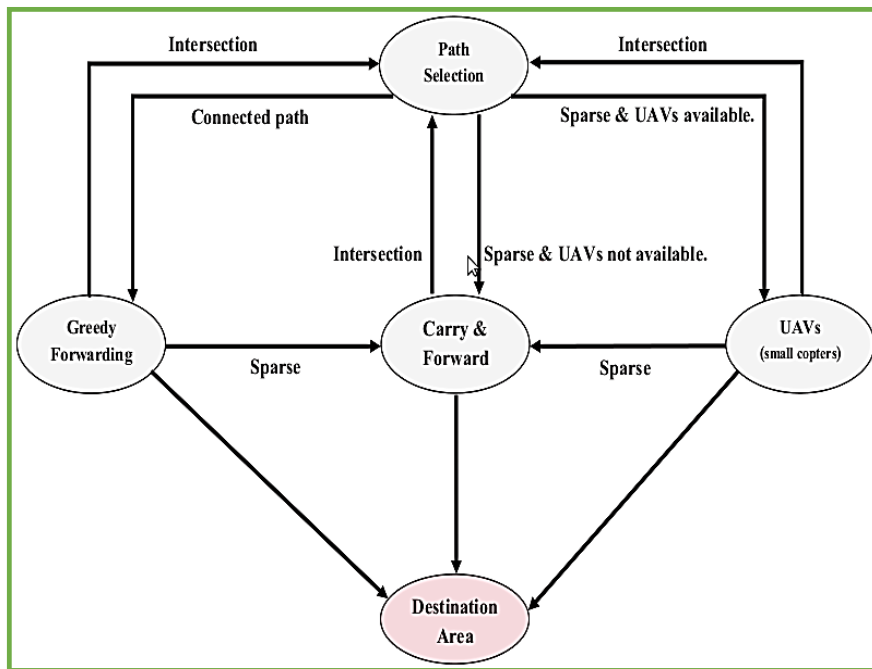 Intersection
Path
Selection
Intersection
Connected path
Sparse & UAVs available.
Intersection
Sparse & UAVs not available.
Greedy
Forwarding
Carry &
Forward
UAVs
(small copters)
Sparse
Sparse
Destination
Area